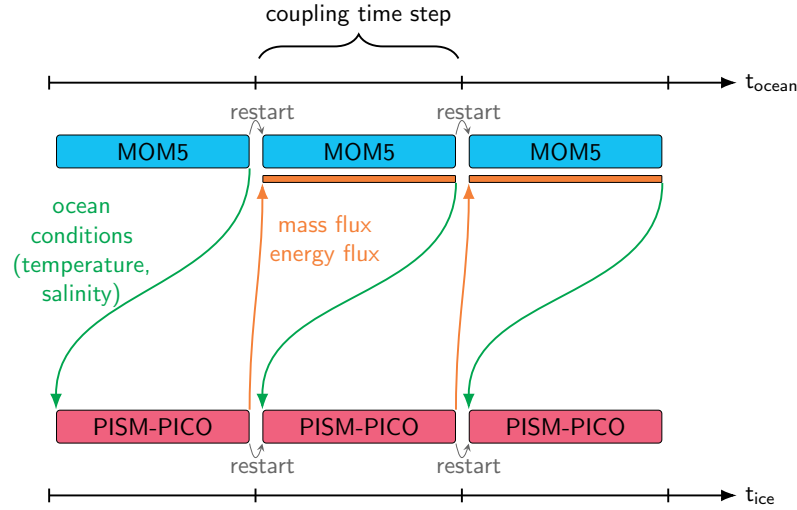 coupling time step
t_ocean
restart
restart
MOM5
MOM5
MOM5
ocean
conditions
(temperature,
salinity)
mass flux
energy flux
PISM-PICO
PISM-PICO
PISM-PICO
restart
restart
t_ice